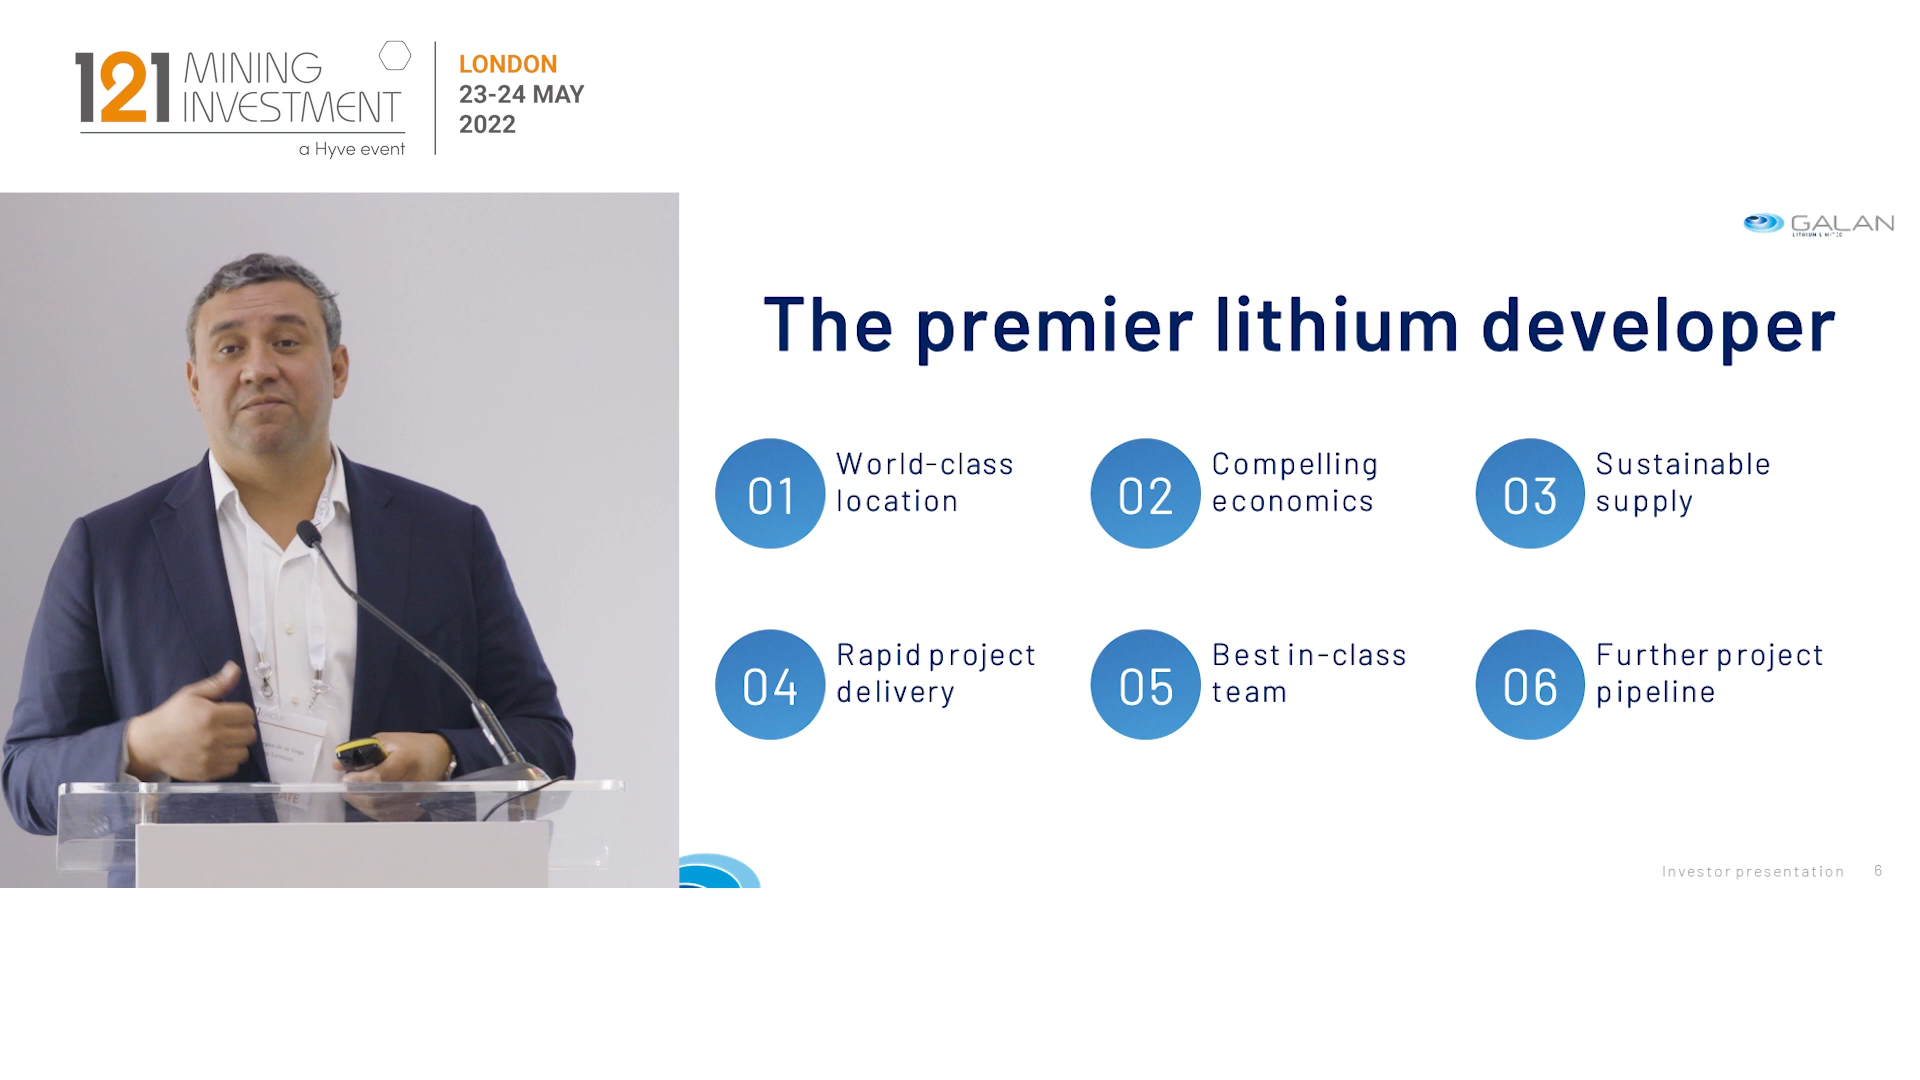 121 MINING
INVESTMENT
a Hyve event
LONDON
23-24 MAY
2022
GALAN
LITHIUM LIMITED
The premier lithium developer
01 World-class
location
02 Compelling
economics
03 Sustainable
supply
04 Rapid project
delivery
05 Best in-class
team
06 Further project
pipeline
Investor presentation 6